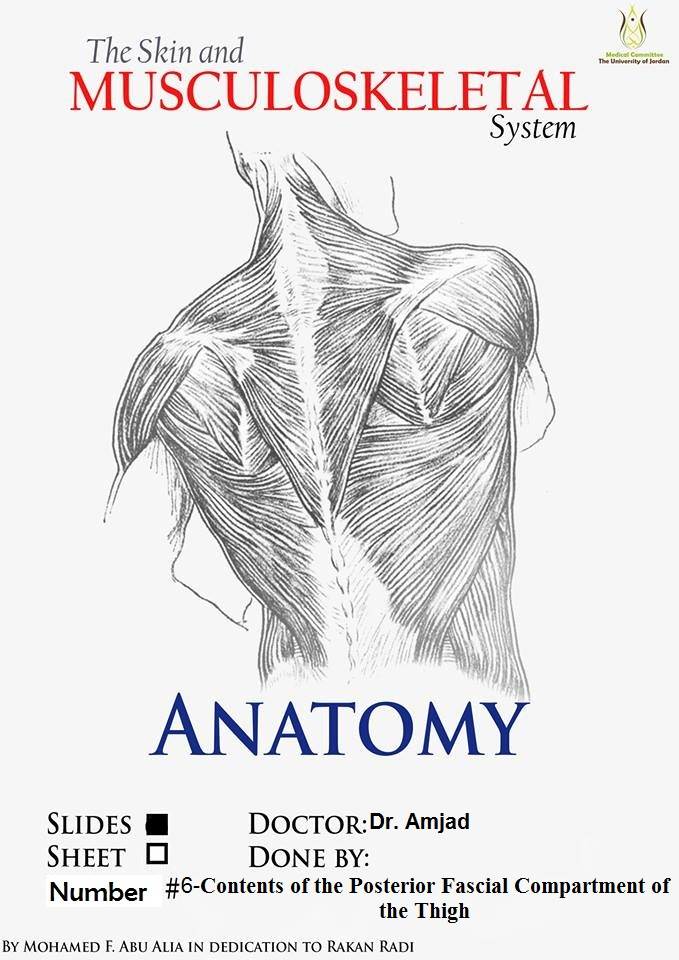 Medical Committee
The University of Jordan
The Skin and
MUSCULOSKELETAL
System
ANATOMY
SLIDES ■ DOCTOR: Dr. Amjad
SHEET □ DONE BY:
Number #6-Contents of the Posterior Fascial Compartment of
the Thigh
BY MOHAMED F. ABU ALIA IN DEDICATION TO RAKAN RADI